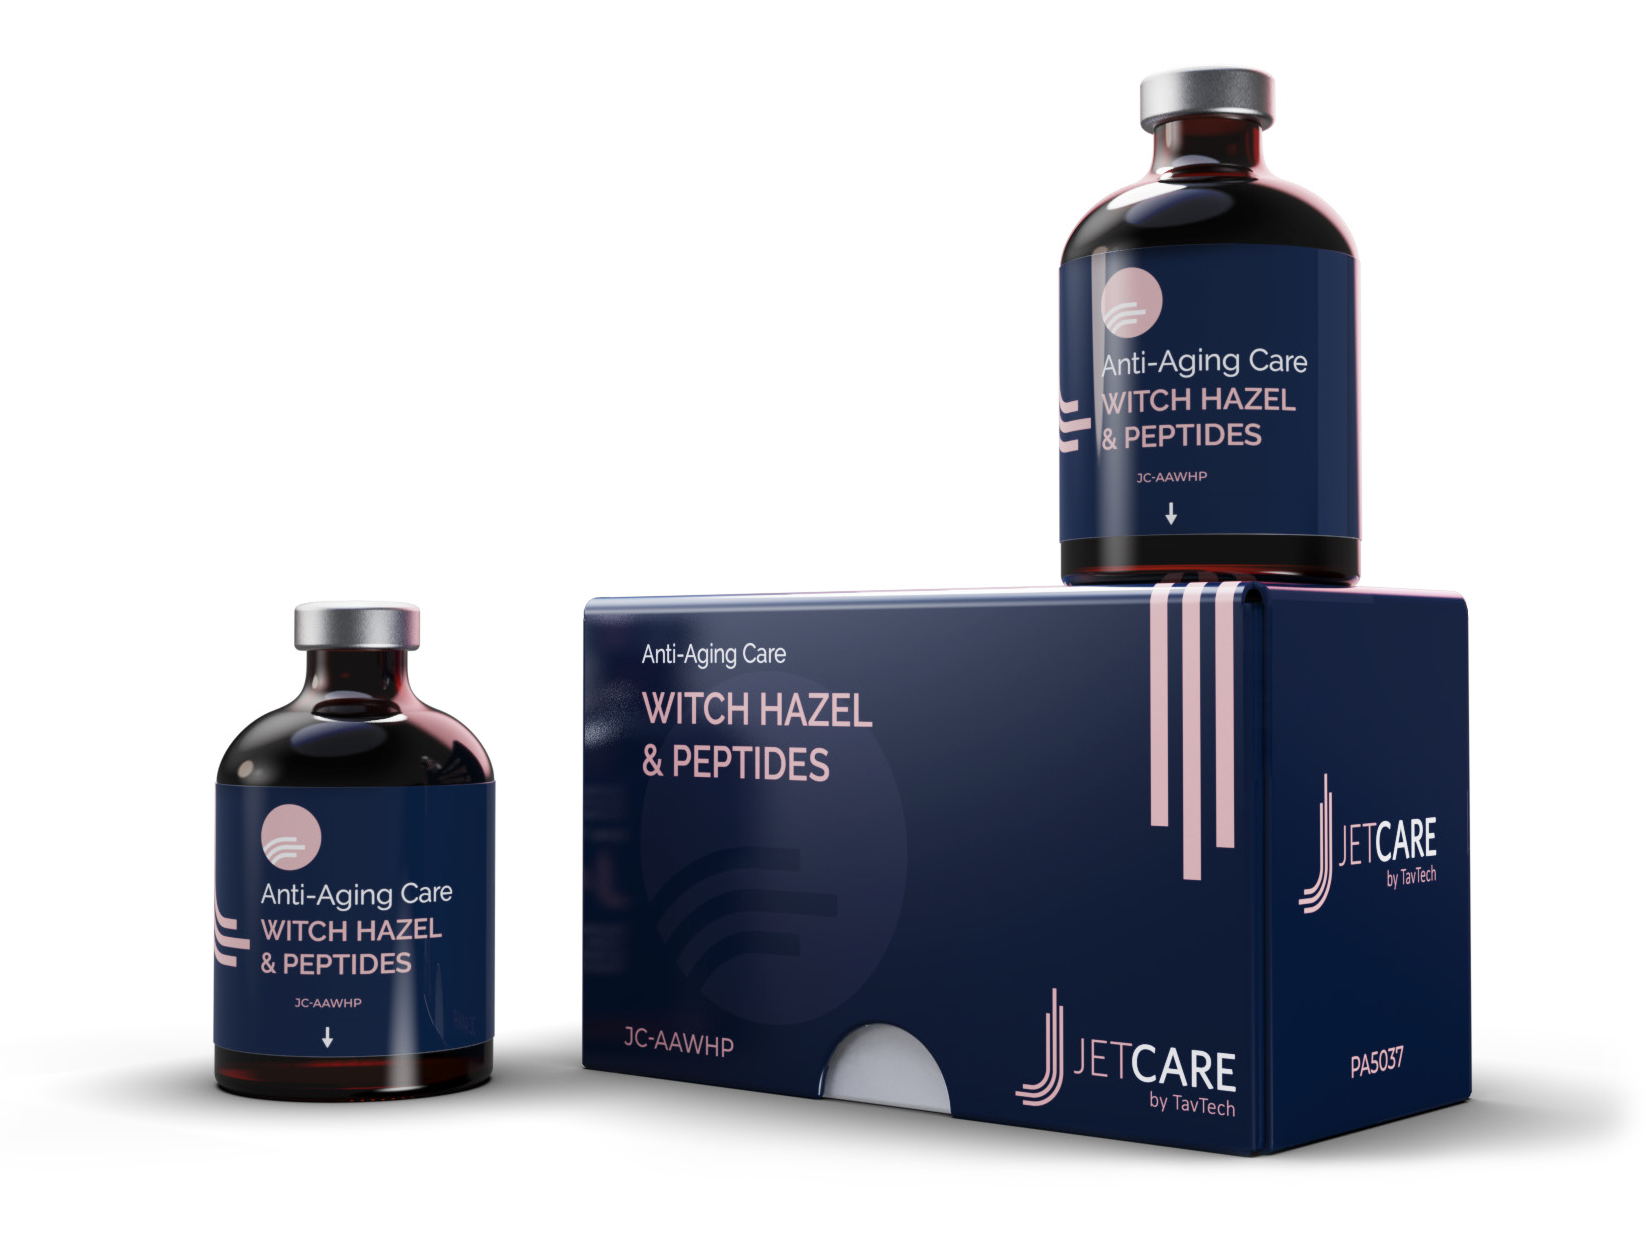 Anti-Aging Care
WITCH HAZEL
& PEPTIDES
JC-AAWHP
Anti-Aging Care
WITCH HAZEL
& PEPTIDES
JC-AAWHP
JETCARE
by TavTech
JETCARE
by TavTech
PA5037
Anti-Aging Care
WITCH HAZEL
& PEPTIDES
JC-AAWHP